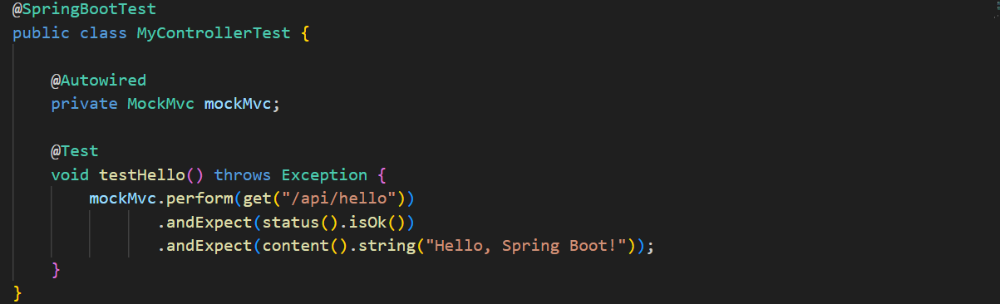 @SpringBootTest
public class MyControllerTest {
@Autowired
private MockMvc mockMvc;
@Test
void testHello() throws Exception {
mockMvc.perform(get("/api/hello"))
.andExpect(status().isOk())
.andExpect(content().string("Hello, Spring Boot!"));
}
}